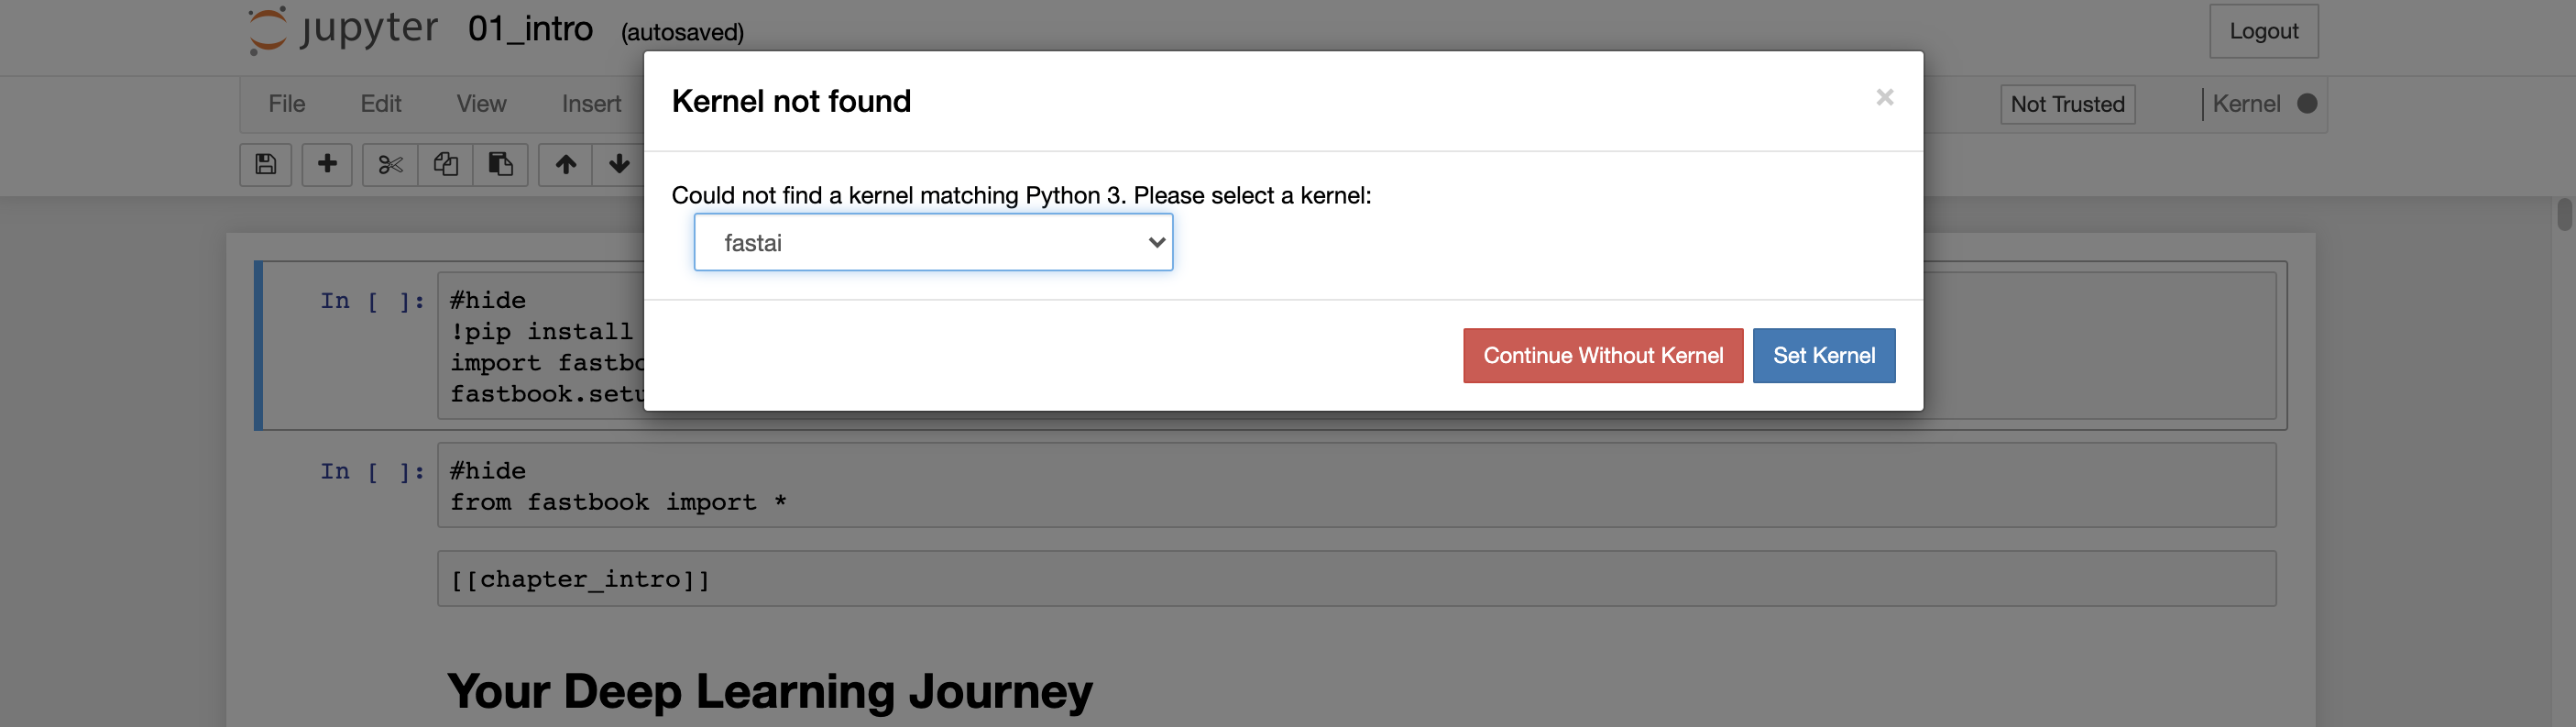 jupyter 01_intro (autosaved)
Logout
File Edit View Insert
Not Trusted
Kernel
Kernel not found
×
Could not find a kernel matching Python 3. Please select a kernel:
fastai
Continue Without Kernel
Set Kernel
In [ ]:
#hide
!pip install
import fastbo
fastbook.setu
In [ ]:
#hide
from fastbook import *
[[chapter_intro]]
Your Deep Learning Journey